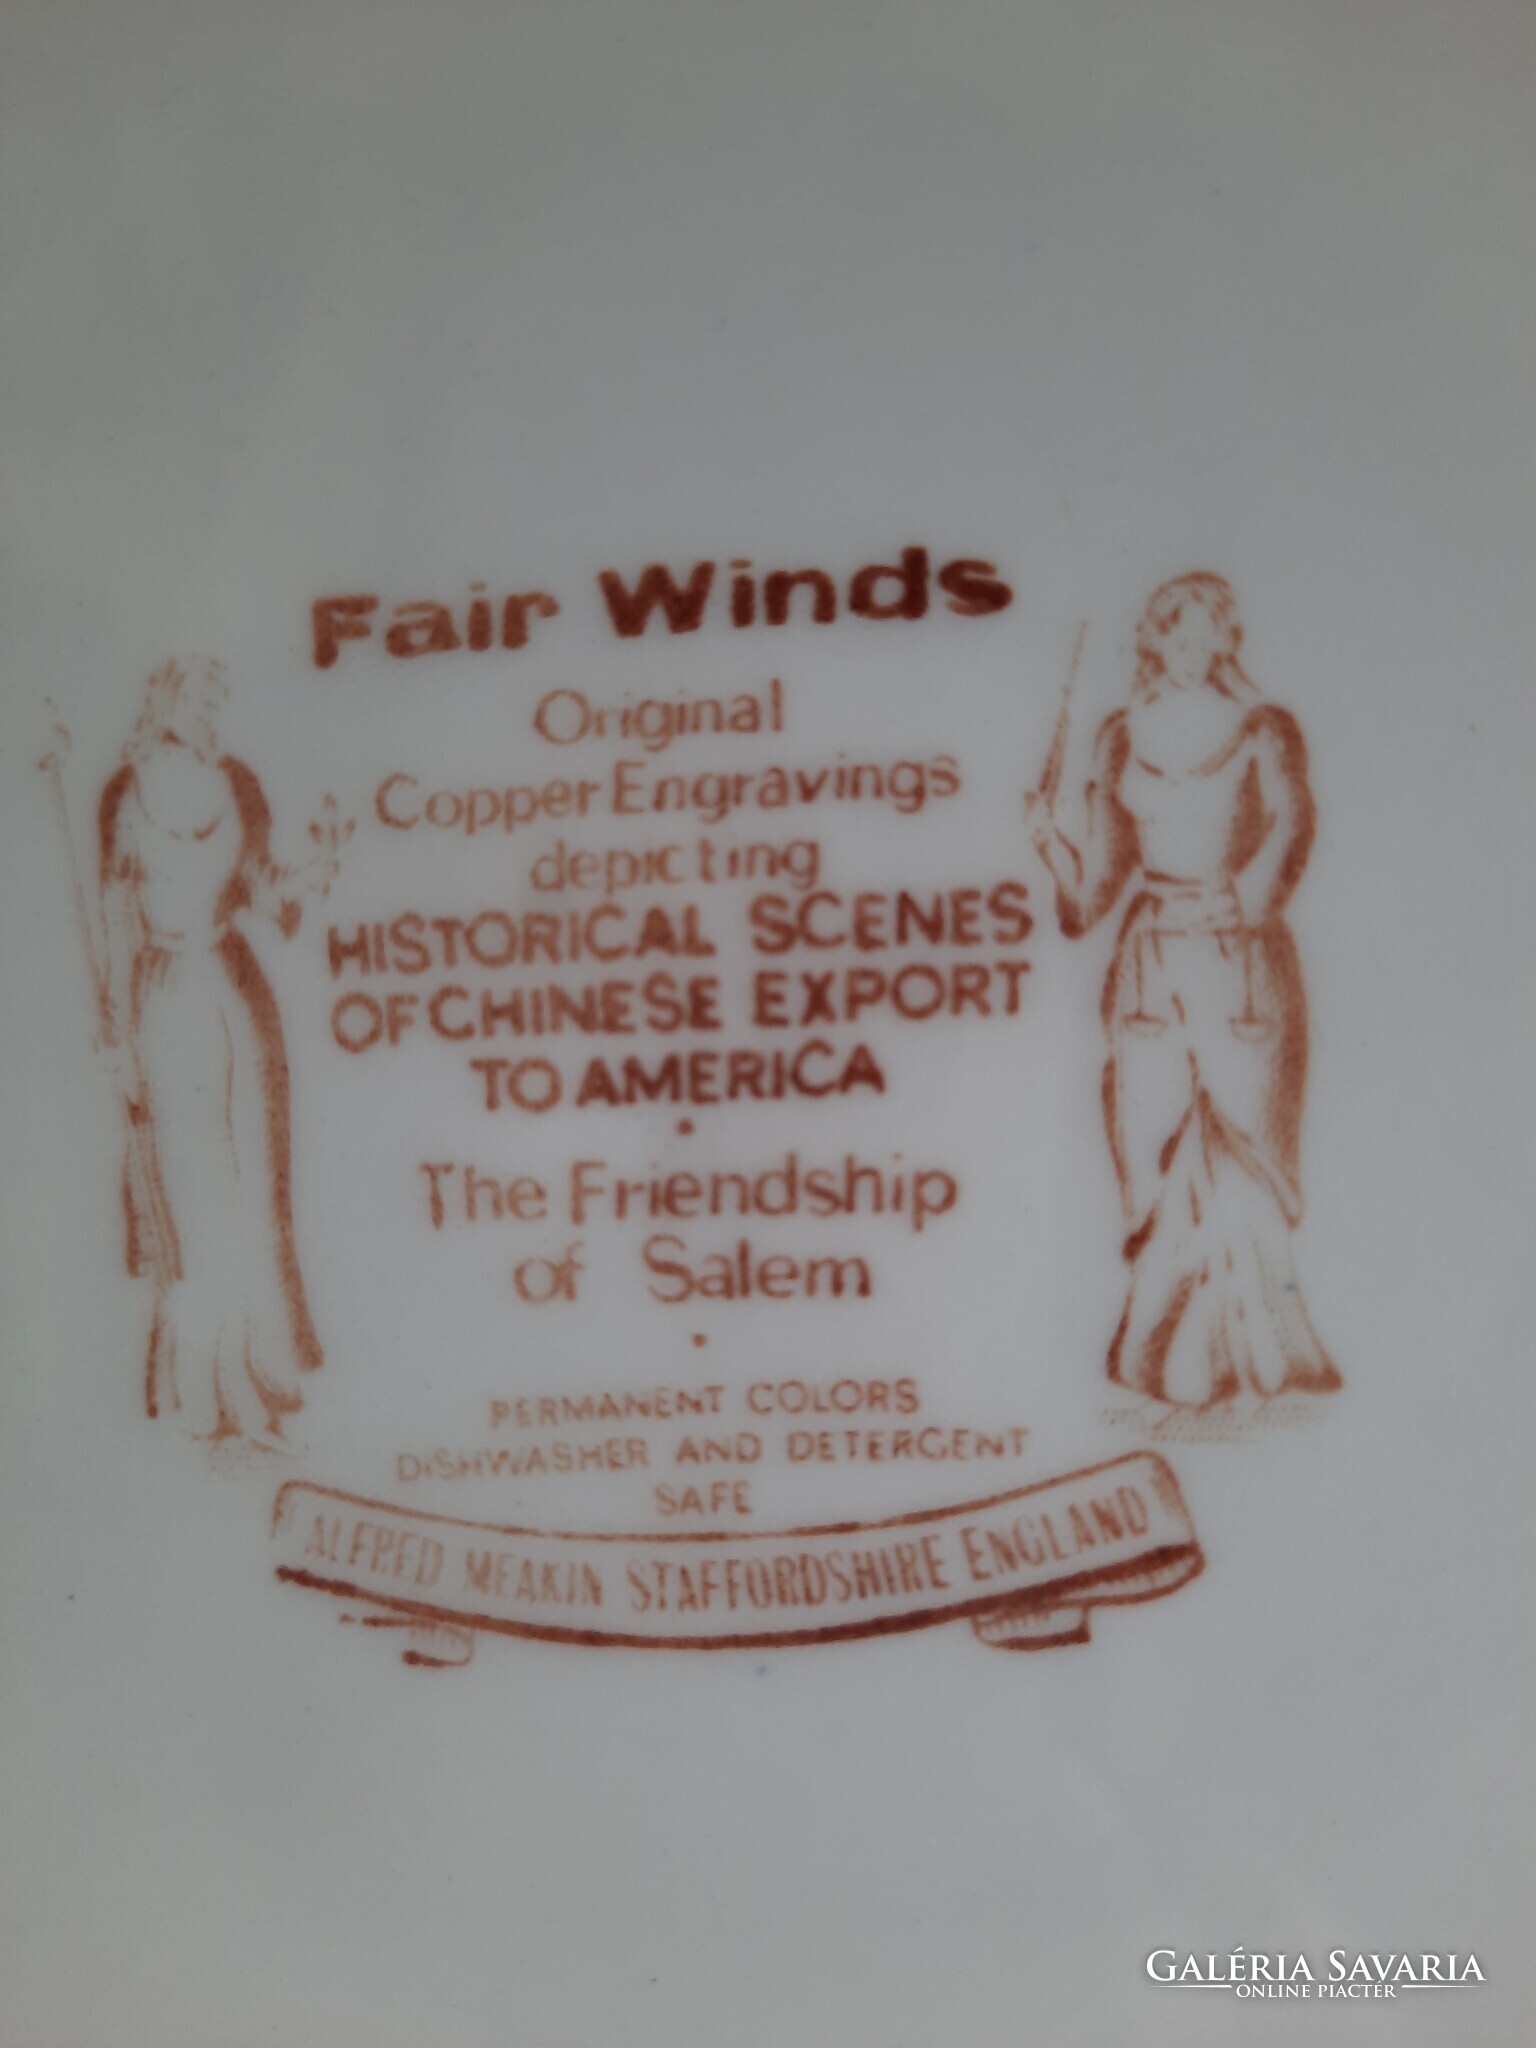 Fair Winds
Original
Copper Engravings
depicting
HISTORICAL SCENES
OF CHINESE EXPORT
TO AMERICA
•
The Friendship
of Salem
•
PERMANENT COLORS
DISHWASHER AND DETERGENT
SAFE
ALFRED MEAKIN STAFFORDSHIRE ENGLAND
GALÉRIA SAVARIA
ONLINE PIACTÉR